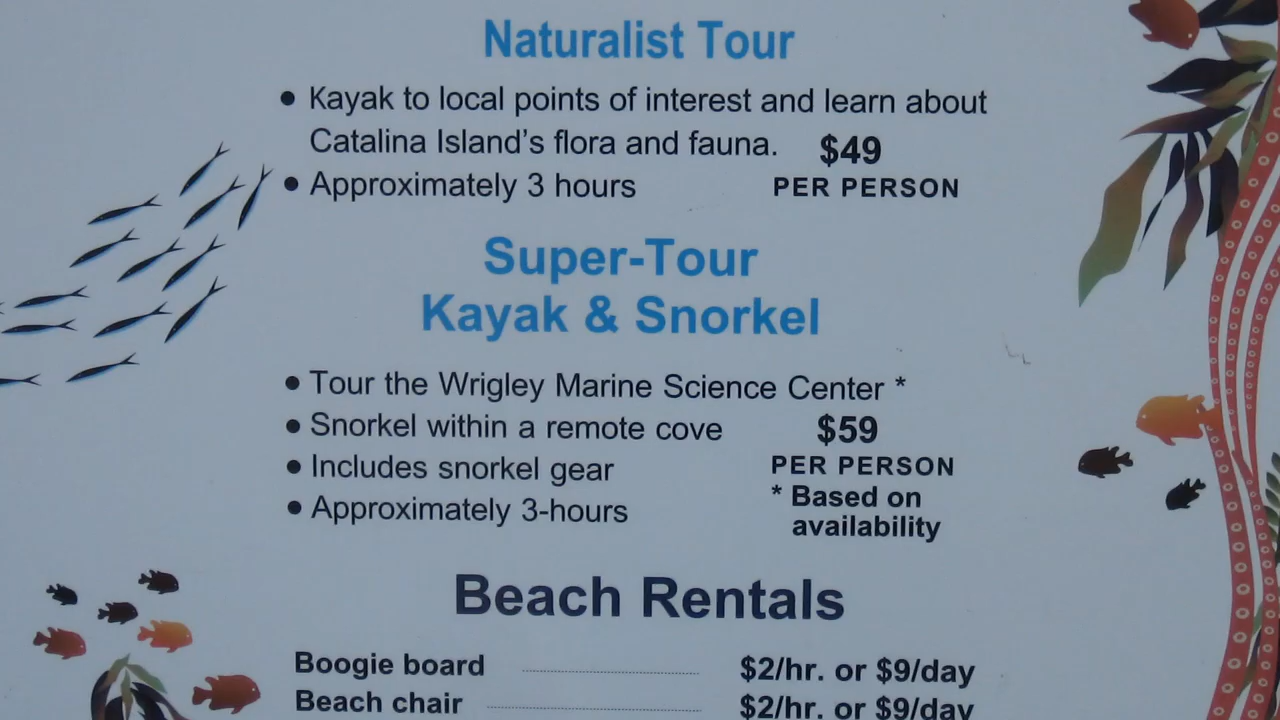 Naturalist Tour
• Kayak to local points of interest and learn about
Catalina Island's flora and fauna. $49
• Approximately 3 hours PER PERSON
Super-Tour
Kayak & Snorkel
• Tour the Wrigley Marine Science Center *
• Snorkel within a remote cove $59
• Includes snorkel gear PER PERSON
• Approximately 3-hours * Based on
availability
Beach Rentals
Boogie board $2/hr. or $9/day
Beach chair $2/hr. or $9/day